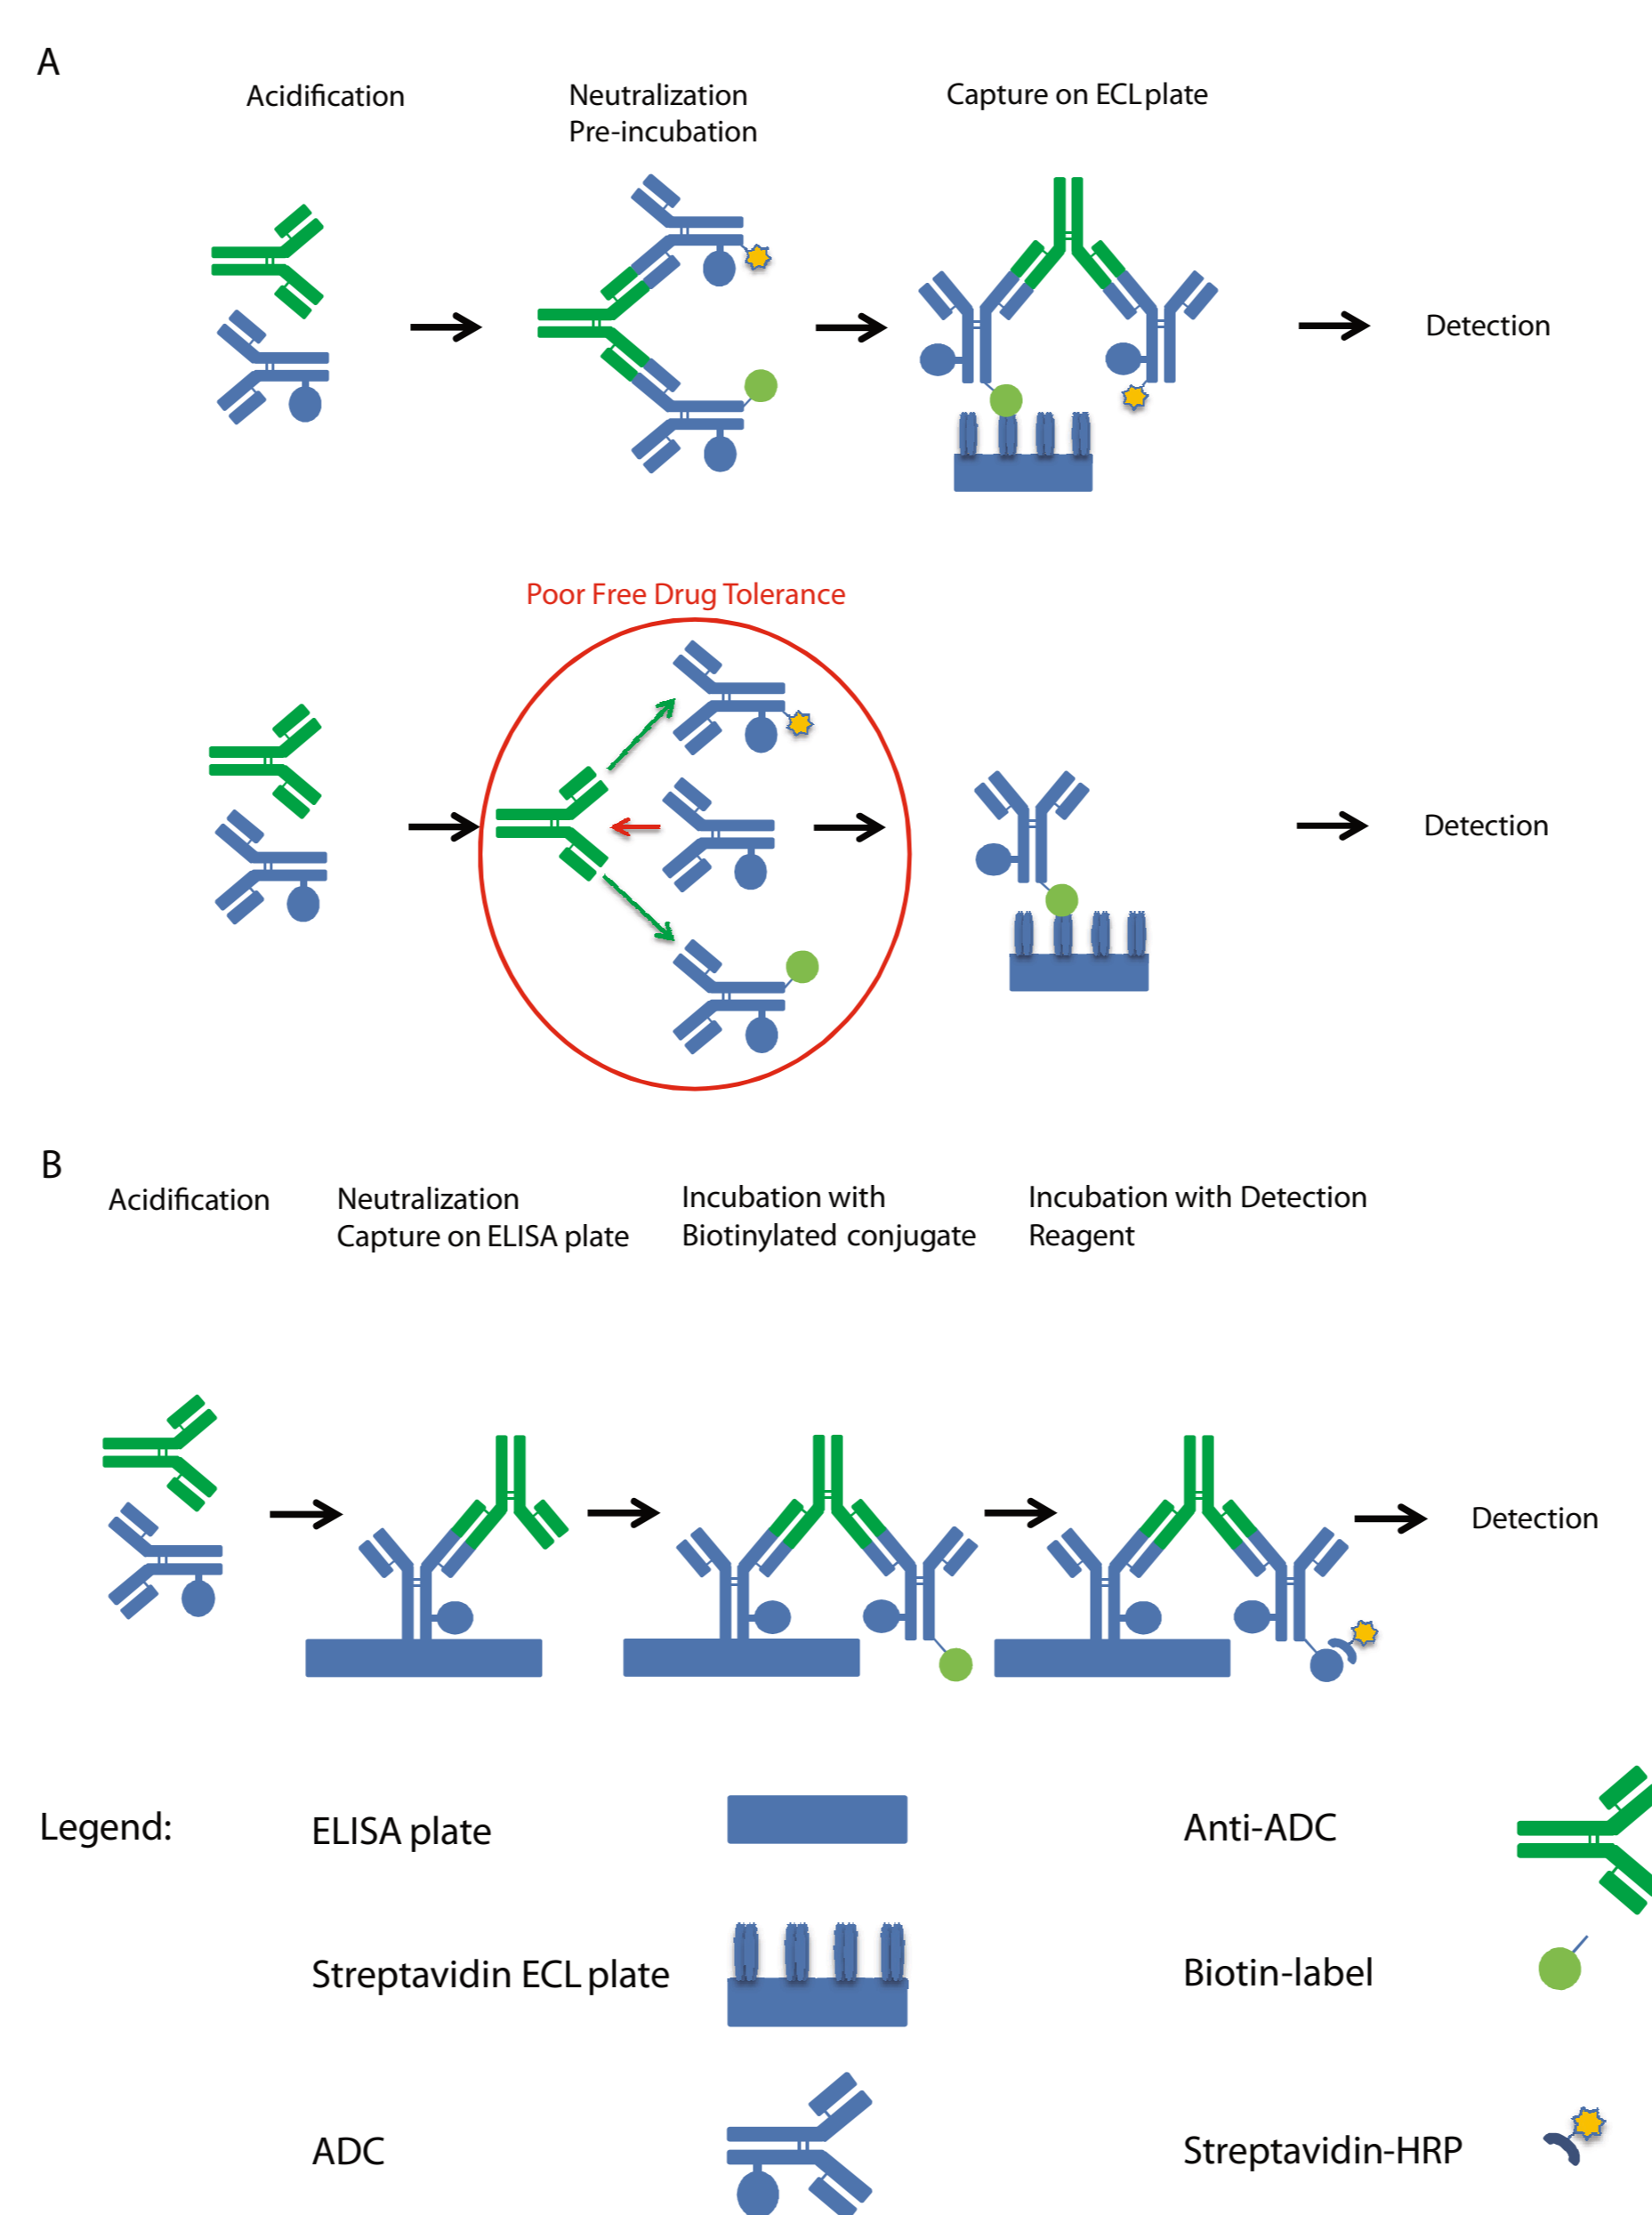 A
Acidification
Neutralization
Pre-incubation
Capture on ECL plate
Detection
Poor Free Drug Tolerance
Detection
B
Acidification
Neutralization
Capture on ELISA plate
Incubation with
Biotinylated conjugate
Incubation with Detection
Reagent
Detection
Legend:
ELISA plate
Anti-ADC
Streptavidin ECL plate
Biotin-label
ADC
Streptavidin-HRP